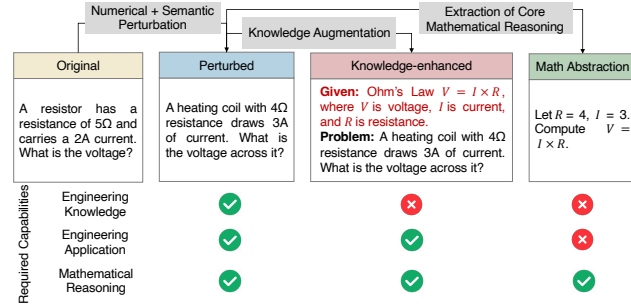 Numerical + Semantic
Perturbation
Extraction of Core
Mathematical Reasoning
Knowledge Augmentation
Original
Perturbed
Knowledge-enhanced
Math Abstraction
A resistor has a
resistance of 5Ω and
carries a 2A current.
What is the voltage?
A heating coil with 4Ω
resistance draws 3A
of current. What is
the voltage across it?
Given: Ohm's Law V = I × R,
where V is voltage, I is current,
and R is resistance.
Problem: A heating coil with 4Ω
resistance draws 3A of current.
What is the voltage across it?
Let R = 4, I = 3.
Compute V =
I × R.
Required Capabilities
Engineering
Knowledge
Engineering
Application
Mathematical
Reasoning